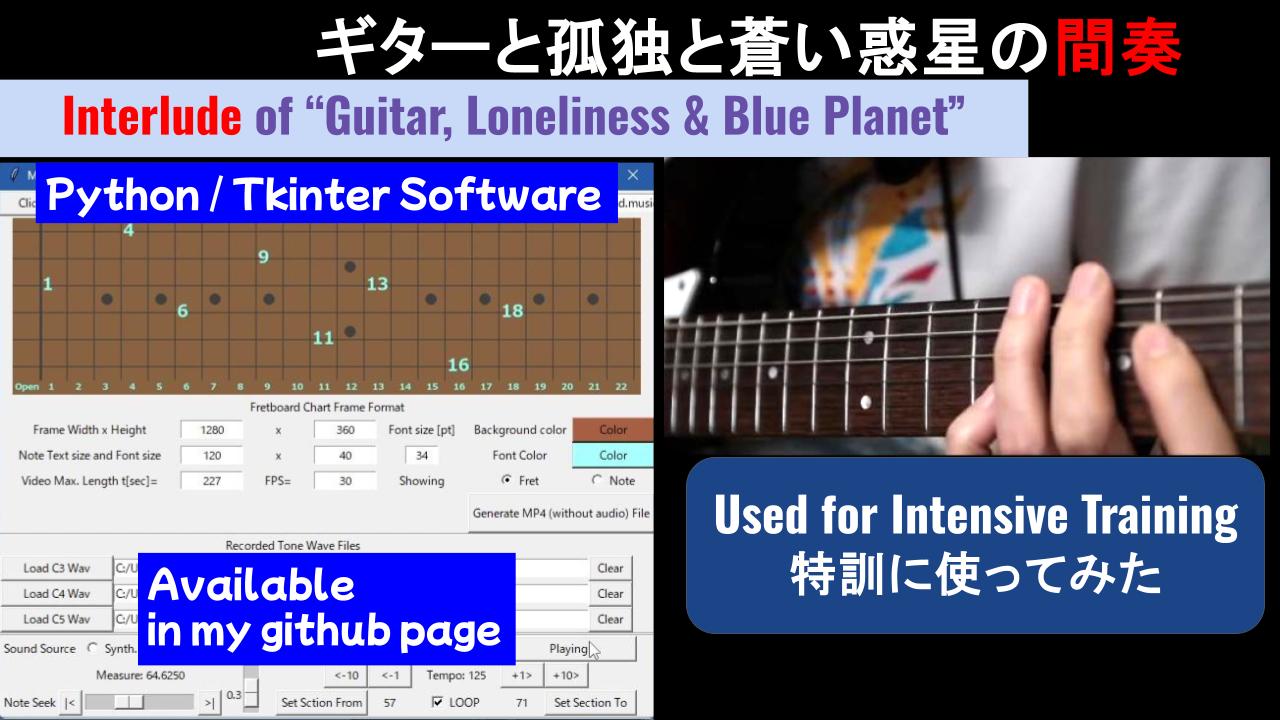 ギターと孤独と蒼い惑星の間奏
Interlude of “Guitar, Loneliness & Blue Planet”
Python / Tkinter Software
d.music
4
9
1
13
6
18
11
16
Open 1 2 3 4 5 6 7 8 9 10 11 12 13 14 15 16 17 18 19 20 21 22
Fretboard Chart Frame Format
Frame Width x Height 1280 x 360 Font size [pt] Background color Color
Note Text size and Font size 120 x 40 34 Font Color Color
Video Max. Length t[sec]= 227 FPS= 30 Showing Fret Note
Generate MP4 (without audio) File
Recorded Tone Wave Files
Load C3 Wav C:/U Clear
Load C4 Wav C:/U Clear
Load C5 Wav C:/U Clear
Available
in my github page
Sound Source Synth. Playing
Measure: 64.6250 <-10 <-1 Tempo: 125 +1> +10>
Note Seek |< >| 0.3 Set Sction From 57 LOOP 71 Set Section To
Used for Intensive Training
特訓に使ってみた